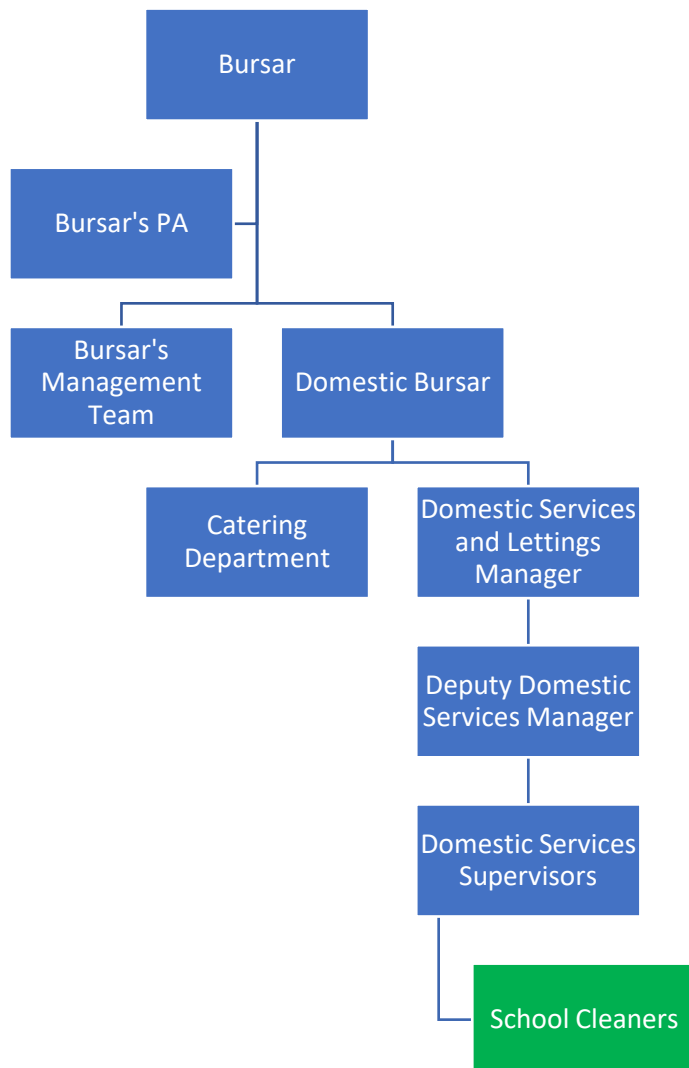 Bursar
Bursar's PA
Bursar's
Management
Team
Domestic Bursar
Catering
Department
Domestic Services
and Lettings
Manager
Deputy Domestic
Services Manager
Domestic Services
Supervisors
School Cleaners